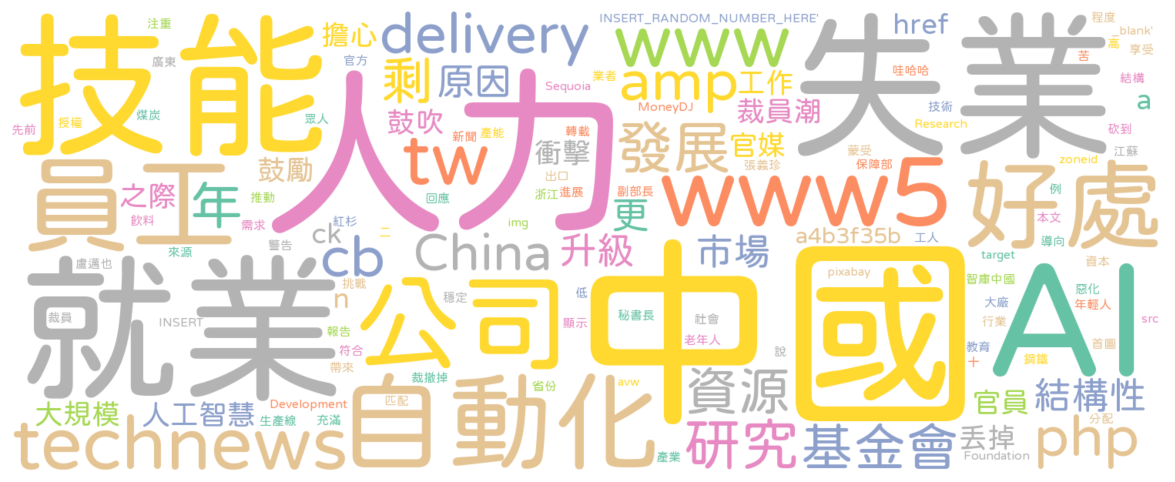 技能
人力
失業
中國
AI
就業
公司
自動化
員工
好處
www5
www
delivery
technews
tw
amp
China
發展
資源
研究
基金會
php
cb
年
更
剩
原因
擔心
工作
裁員潮
官媒
href
a
鼓吹
衝擊
鼓勵
之際
升級
市場
a4b3f35b
ck
n
大規模
人工智慧
結構性
官員
丟掉
INSERT_RANDOM_NUMBER_HERE'
_blank'
程度
高
享受
苦
結構
砍到
江蘇
zoneid
例
本文
導向
target
資本
智庫中國
惡化
大廠
年輕人
行業
src
首圖
教育
鋼鐵
+
分配
Foundation
注重
廣東
官方
先前
授權
煤炭
眾人
Sequoia
業者
MoneyDJ
哇哈哈
技術
Research
新聞
產能
轉載
蒙受
張義珍
保障部
出口
浙江
進展
副部長
回應
推動
飲料
需求
img
來源
警告
紅杉
二
工人
盧邁也
挑戰
pixabay
裁員
INSERT
穩定
低
顯示
秘書長
社會
老年人
說
報告
符合
帶來
裁撤掉
省份
avw
匹配
Development
生產線
充滿
產業